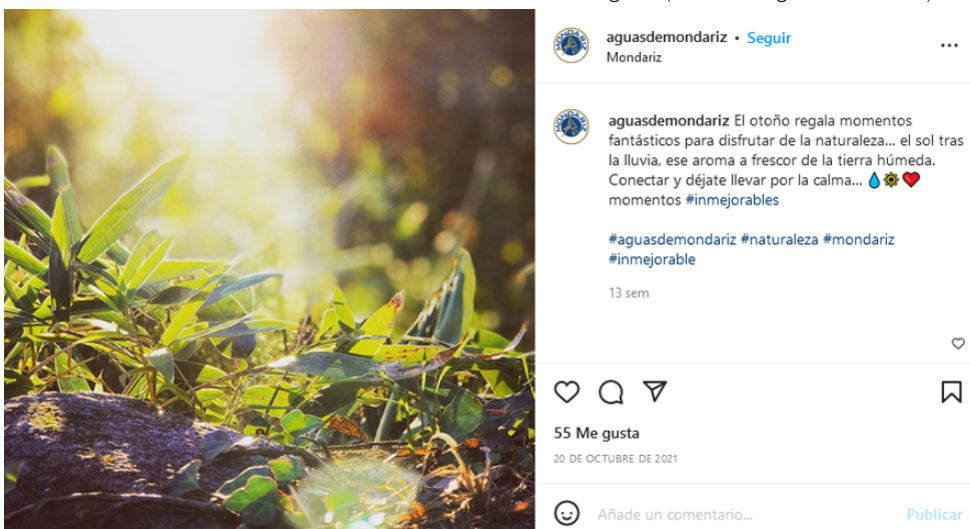 aguasdemondariz • Seguir
Mondariz
aguasdemondariz El otoño regala momentos
fantásticos para disfrutar de la naturaleza... el sol tras
la lluvia, ese aroma a frescor de la tierra húmeda.
Conectar y déjate llevar por la calma... 💧🌞❤️
momentos #inmejorables
#aguasdemondariz #naturaleza #mondariz
#inmejorable
13 sem
55 Me gusta
20 DE OCTUBRE DE 2021
Añade un comentario...
Publicar